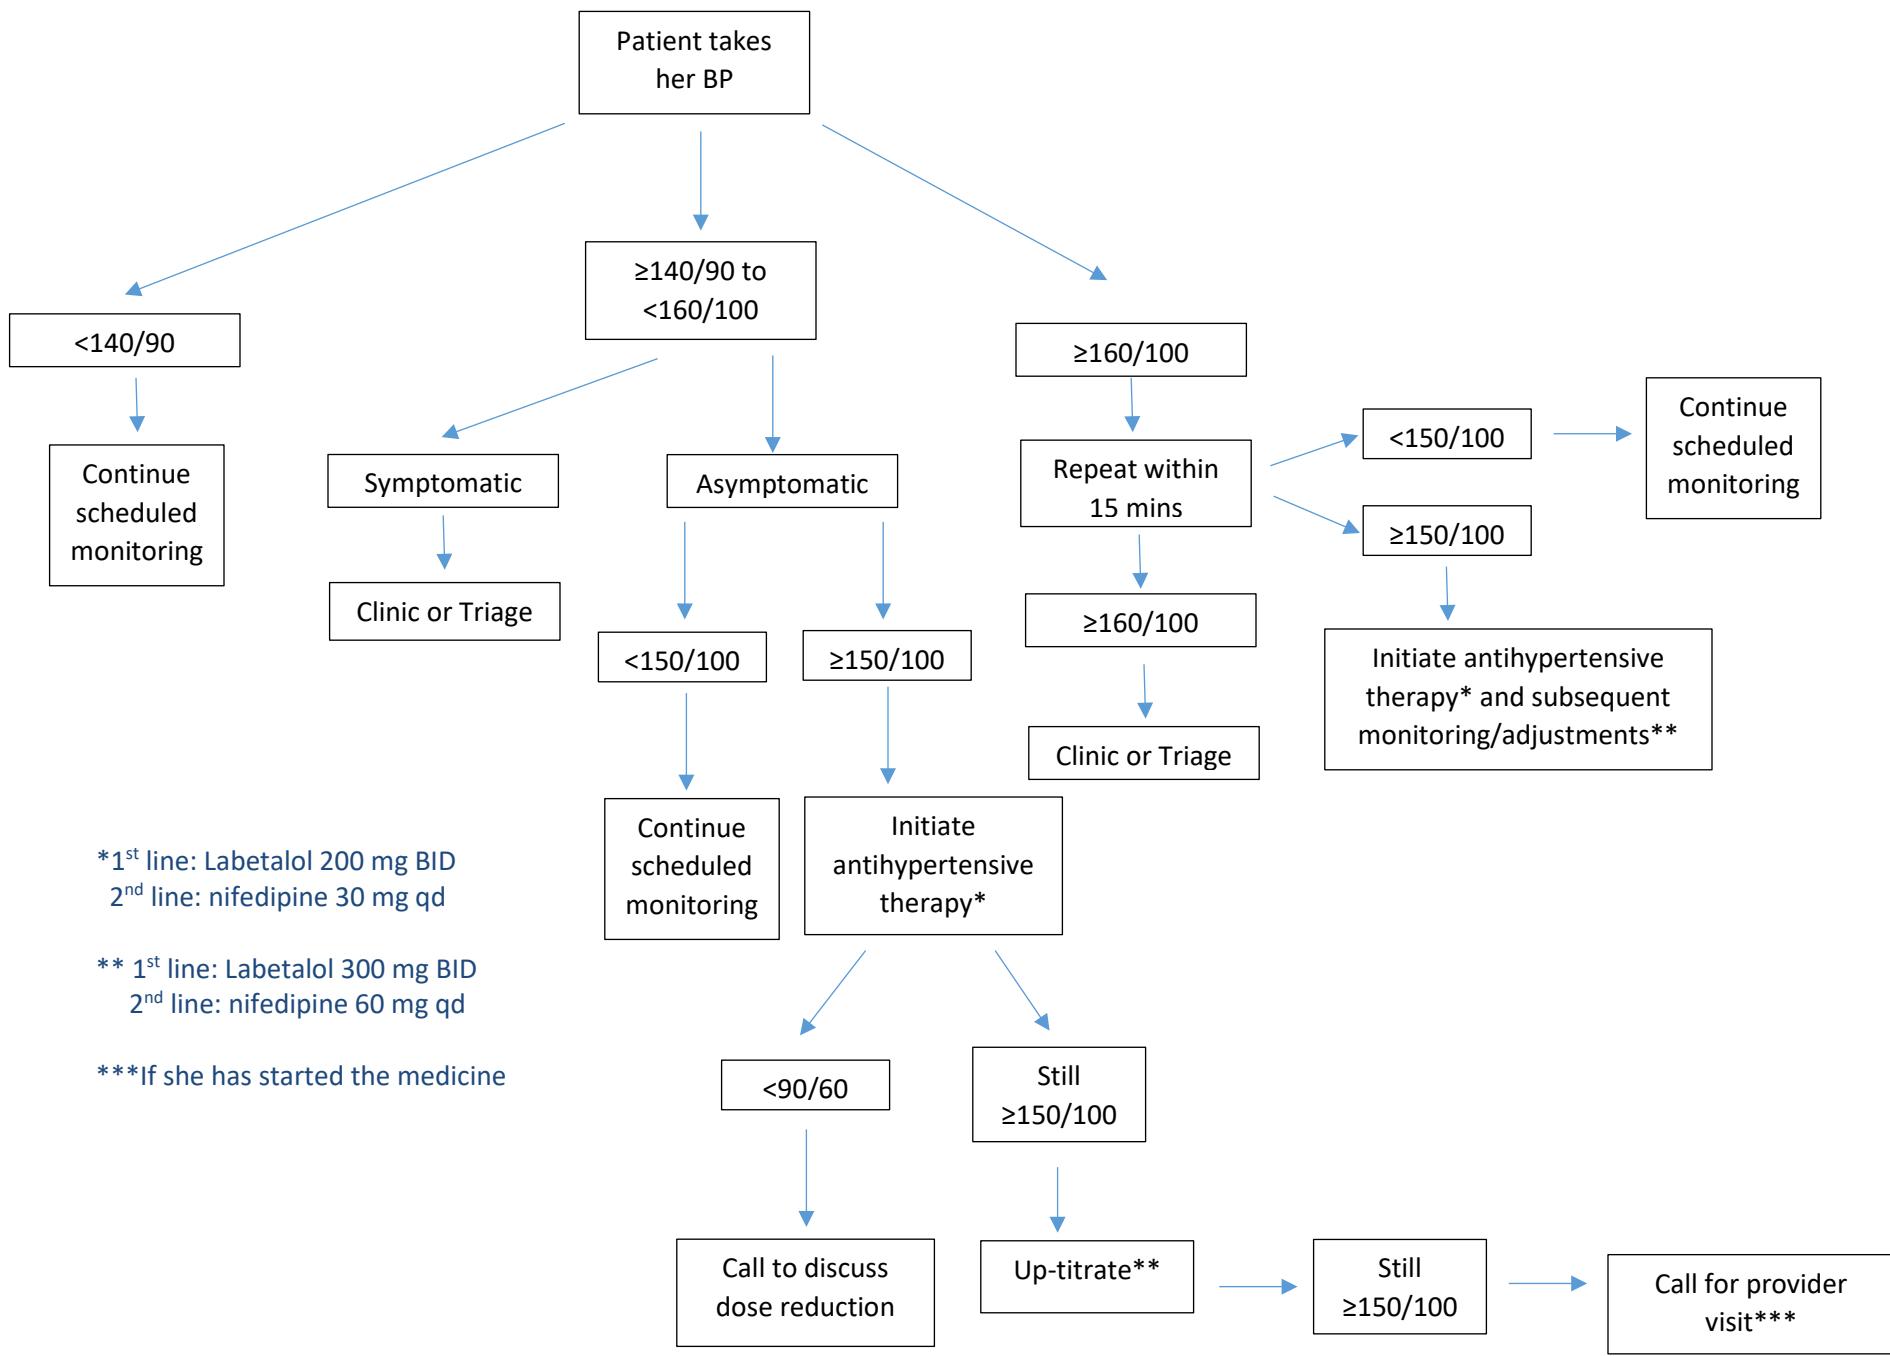 Patient takes
her BP
≥140/90 to
<160/100
<140/90
≥160/100
Continue
scheduled
monitoring
Symptomatic
Asymptomatic
Repeat within
15 mins
<150/100
Continue
scheduled
monitoring
≥150/100
Clinic or Triage
<150/100
≥150/100
≥160/100
Initiate antihypertensive
therapy* and subsequent
monitoring/adjustments**
Clinic or Triage
Continue
scheduled
monitoring
Initiate
antihypertensive
therapy*
*1st line: Labetalol 200 mg BID
2nd line: nifedipine 30 mg qd
** 1st line: Labetalol 300 mg BID
2nd line: nifedipine 60 mg qd
***If she has started the medicine
<90/60
Still
≥150/100
Call to discuss
dose reduction
Up-titrate**
Still
≥150/100
Call for provider
visit***